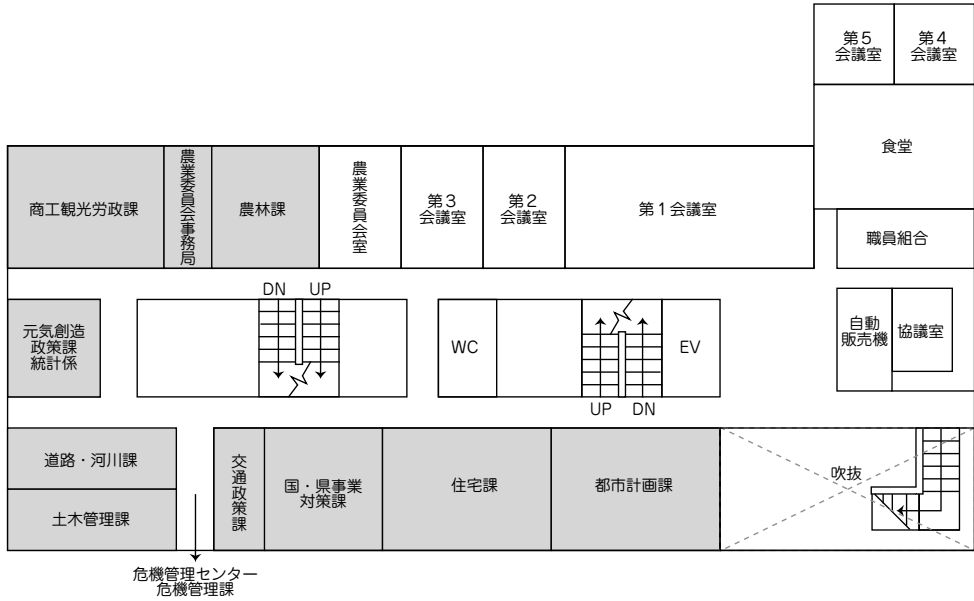 第5
会議室
第4
会議室
食堂
職員組合
商工観光労政課
農業委員会事務局
農林課
農業委員会室
第3
会議室
第2
会議室
第1会議室
DN
UP
元気創造
政策課
統計係
WC
EV
UP
DN
自動
販売機
協議室
道路・河川課
土木管理課
交通政策課
国・県事業
対策課
住宅課
都市計画課
吹抜
危機管理センター
危機管理課